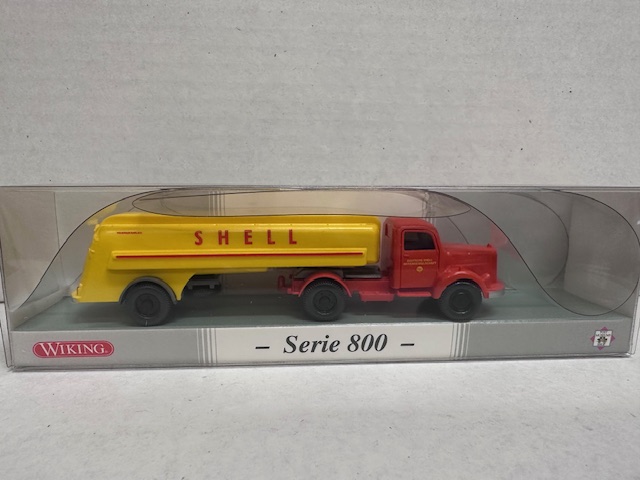 SHELL
WIKING
– Serie 800 –